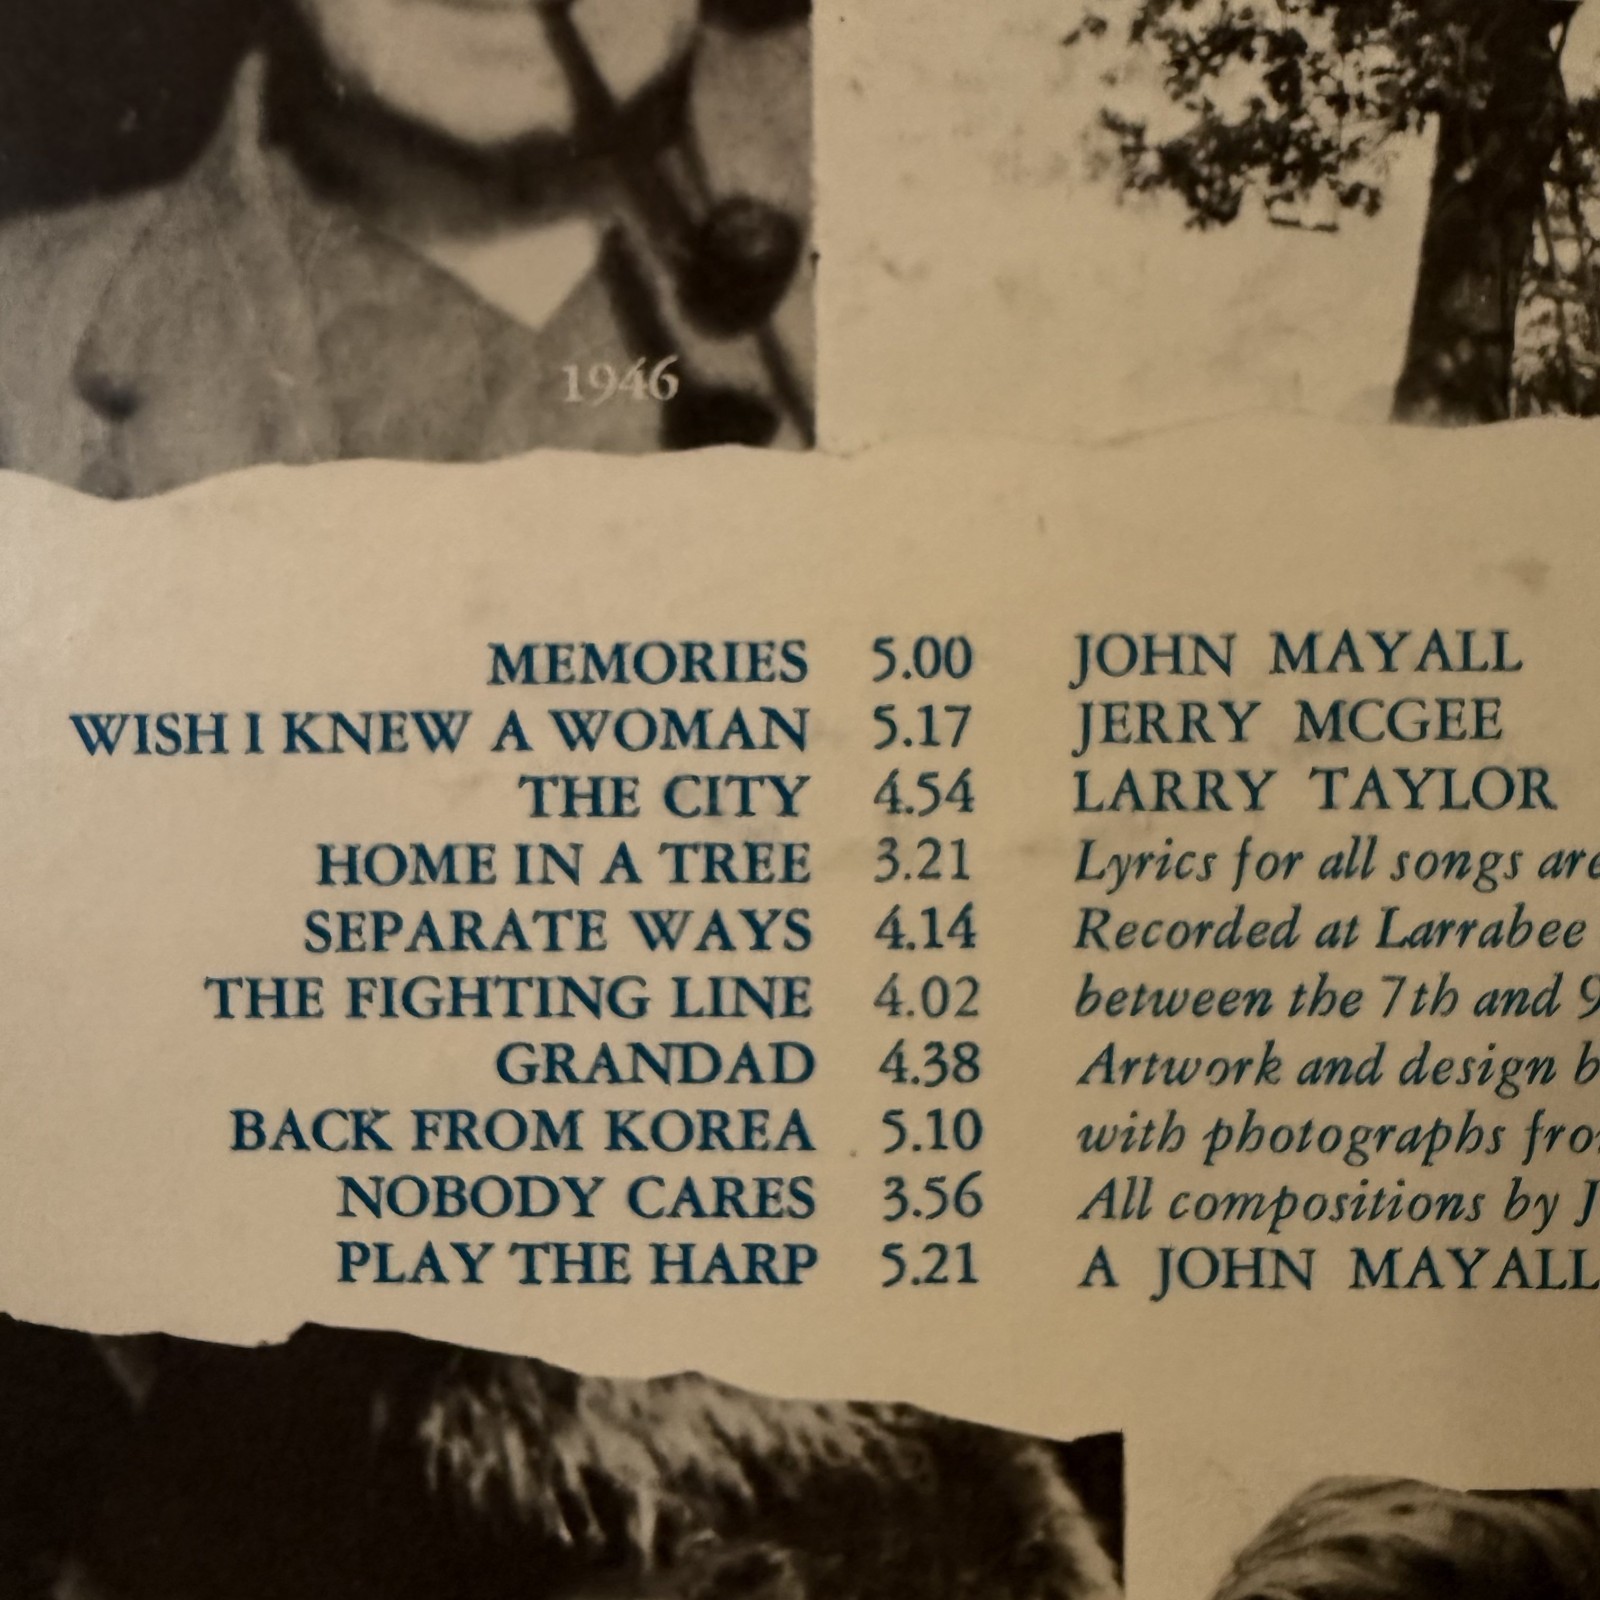 1946
MEMORIES 5.00 JOHN MAYALL
WISH I KNEW A WOMAN 5.17 JERRY MCGEE
THE CITY 4.54 LARRY TAYLOR
HOME IN A TREE 3.21 Lyrics for all songs are
SEPARATE WAYS 4.14 Recorded at Larrabee
THE FIGHTING LINE 4.02 between the 7th and 9
GRANDAD 4.38 Artwork and design b
BACK FROM KOREA 5.10 with photographs fro
NOBODY CARES 3.56 All compositions by J
PLAY THE HARP 5.21 A JOHN MAYALL